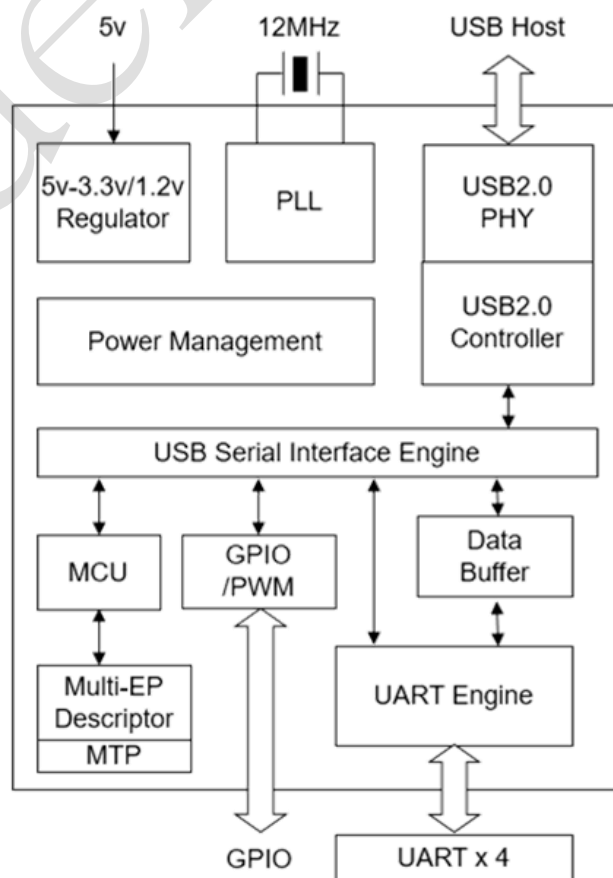 5v
12MHz
USB Host
5v-3.3v/1.2v
Regulator
PLL
USB2.0
PHY
USB2.0
Controller
Power Management
USB Serial Interface Engine
MCU
GPIO
/PWM
Data
Buffer
Multi-EP
Descriptor
MTP
UART Engine
GPIO
UART x 4